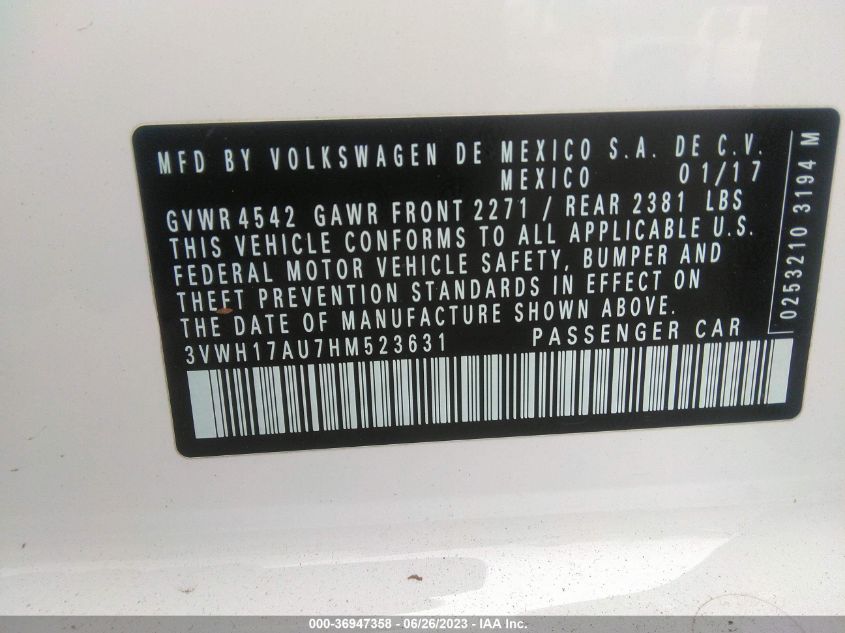 MFD BY VOLKSWAGEN DE MEXICO S.A. DE C.V.
MEXICO 01/17
GVWR 4542 GAWR FRONT 2271 / REAR 2381 LBS
THIS VEHICLE CONFORMS TO ALL APPLICABLE U.S.
FEDERAL MOTOR VEHICLE SAFETY, BUMPER AND
THEFT PREVENTION STANDARDS IN EFFECT ON
THE DATE OF MANUFACTURE SHOWN ABOVE.
3VWH17AU7HM523631 PASSENGER CAR
0253210 3194 M
000-36947358 - 06/26/2023 - IAA Inc.